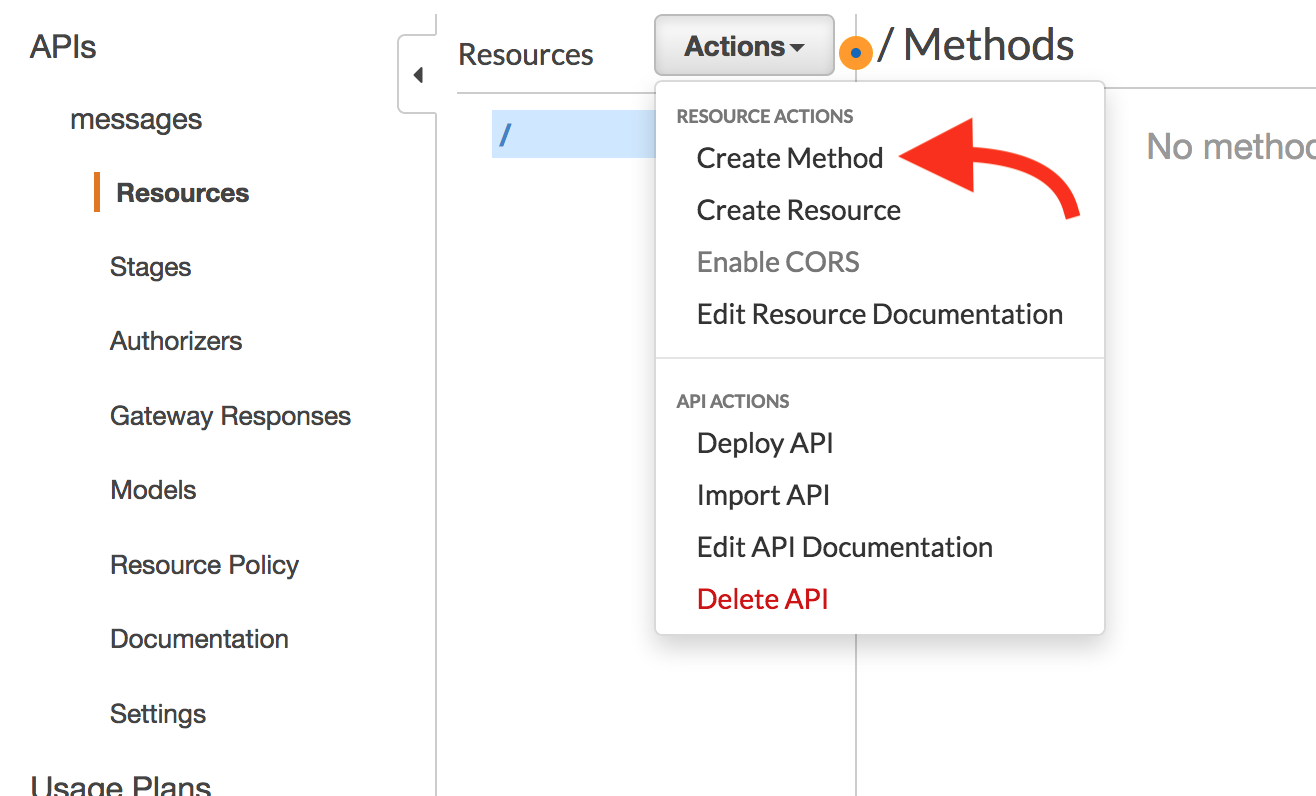 APIs
messages
Resources
Stages
Authorizers
Gateway Responses
Models
Resource Policy
Documentation
Settings
Usage Plans
Resources
Actions
/
/ Methods
No method
RESOURCE ACTIONS
Create Method
Create Resource
Enable CORS
Edit Resource Documentation
API ACTIONS
Deploy API
Import API
Edit API Documentation
Delete API